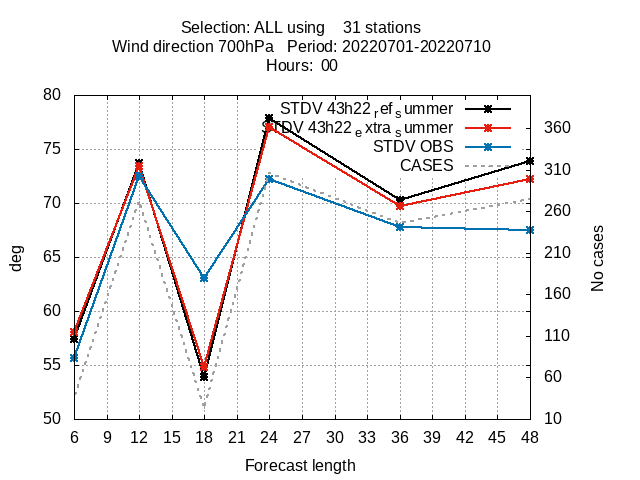 Selection: ALL using 31 stations
Wind direction 700hPa Period: 20220701-20220710
Hours: 00
STDV 43h22 ref summer
STDV 43h22 extra summer
STDV OBS
CASES
80
75
70
65
60
55
50
deg
360
310
260
210
160
110
60
10
No cases
6 9 12 15 18 21 24 27 30 33 36 39 42 45 48
Forecast length